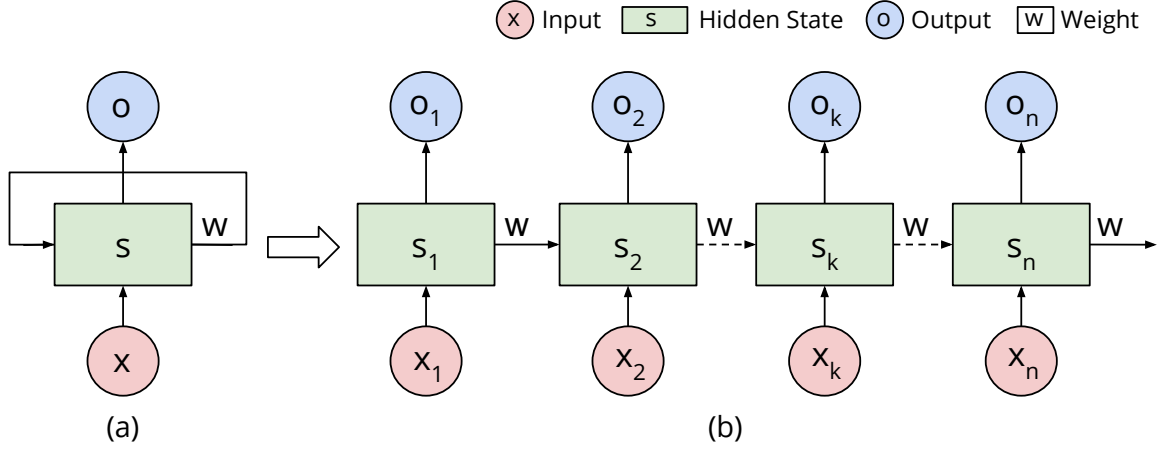 x Input s Hidden State o Output w Weight
o o₁ o₂ oₖ oₙ
w w w w w
s s₁ s₂ sₖ sₙ
x x₁ x₂ xₖ xₙ
(a) (b)